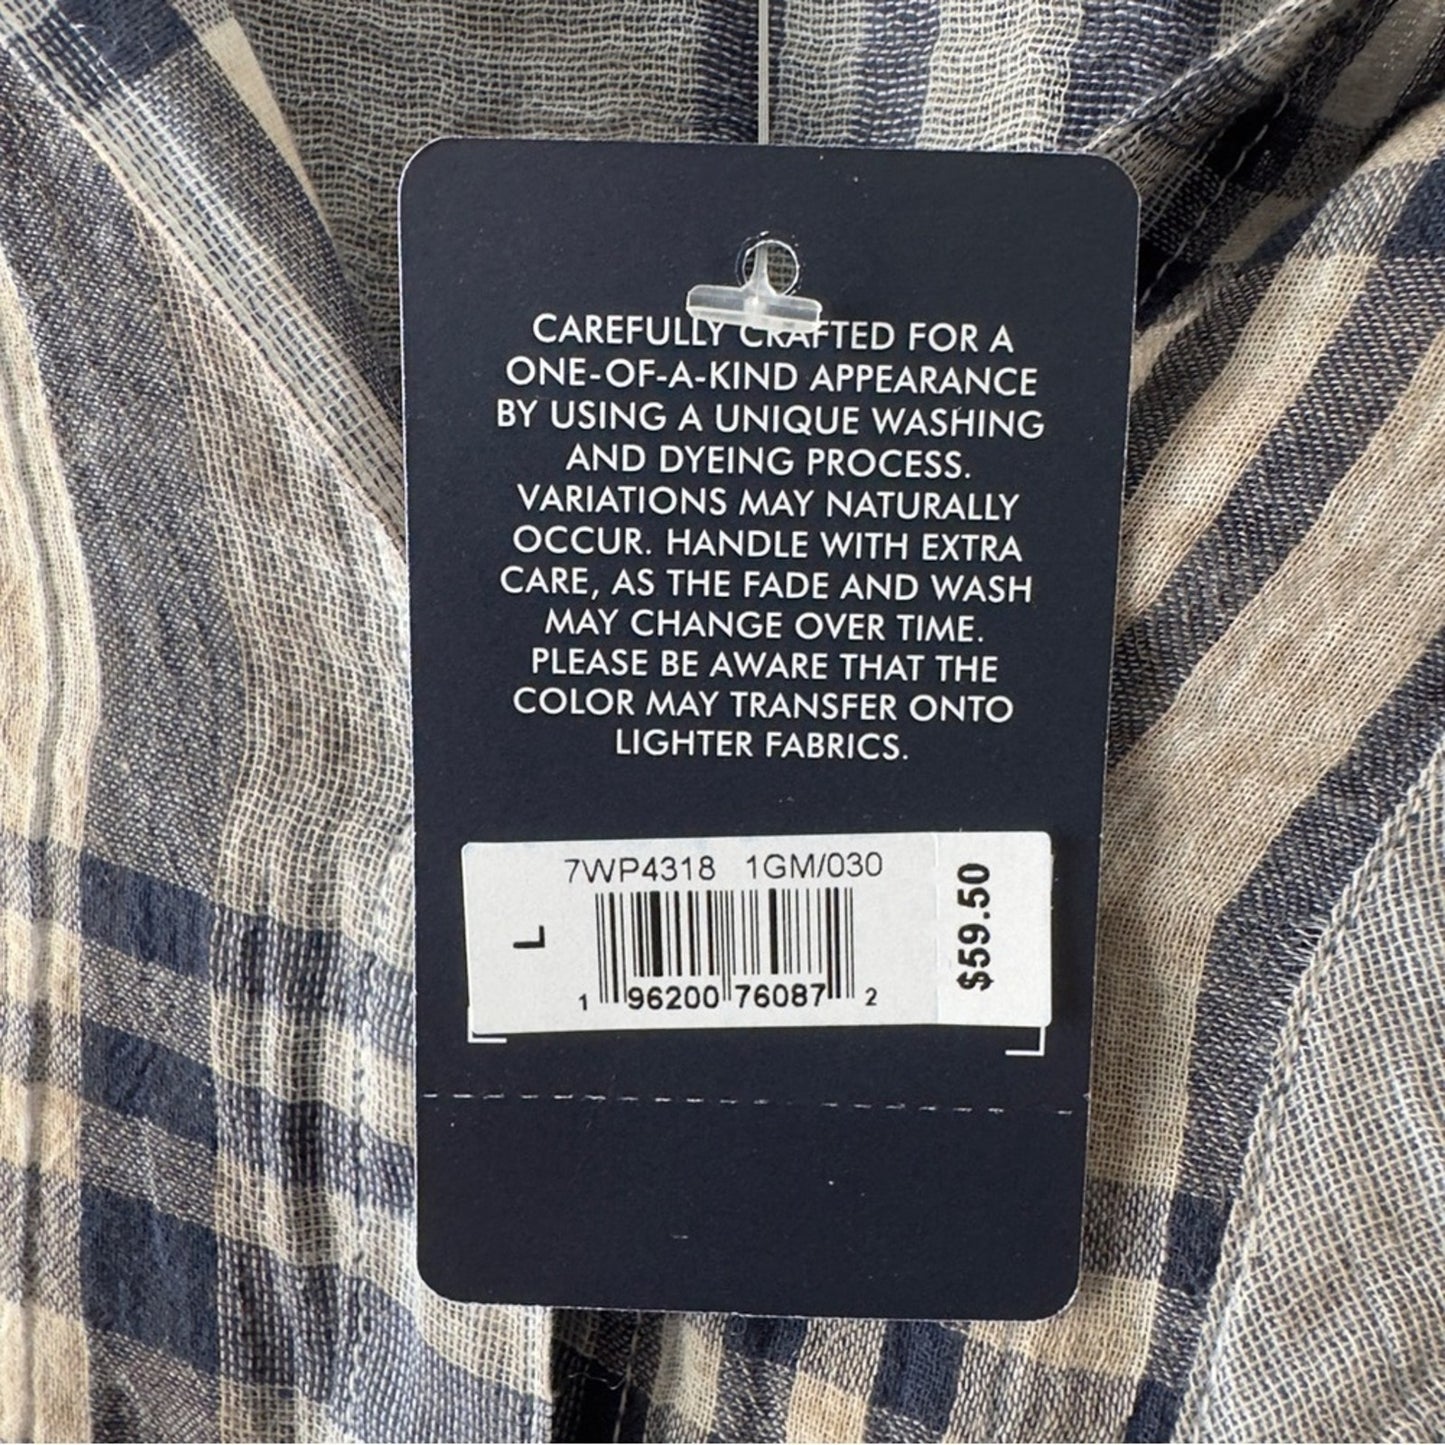 CAREFULLY CRAFTED FOR A
ONE-OF-A-KIND APPEARANCE
BY USING A UNIQUE WASHING
AND DYEING PROCESS.
VARIATIONS MAY NATURALLY
OCCUR. HANDLE WITH EXTRA
CARE, AS THE FADE AND WASH
MAY CHANGE OVER TIME.
PLEASE BE AWARE THAT THE
COLOR MAY TRANSFER ONTO
LIGHTER FABRICS.
7WP4318 1GM/030
L
1 96200 76087 2
$59.50